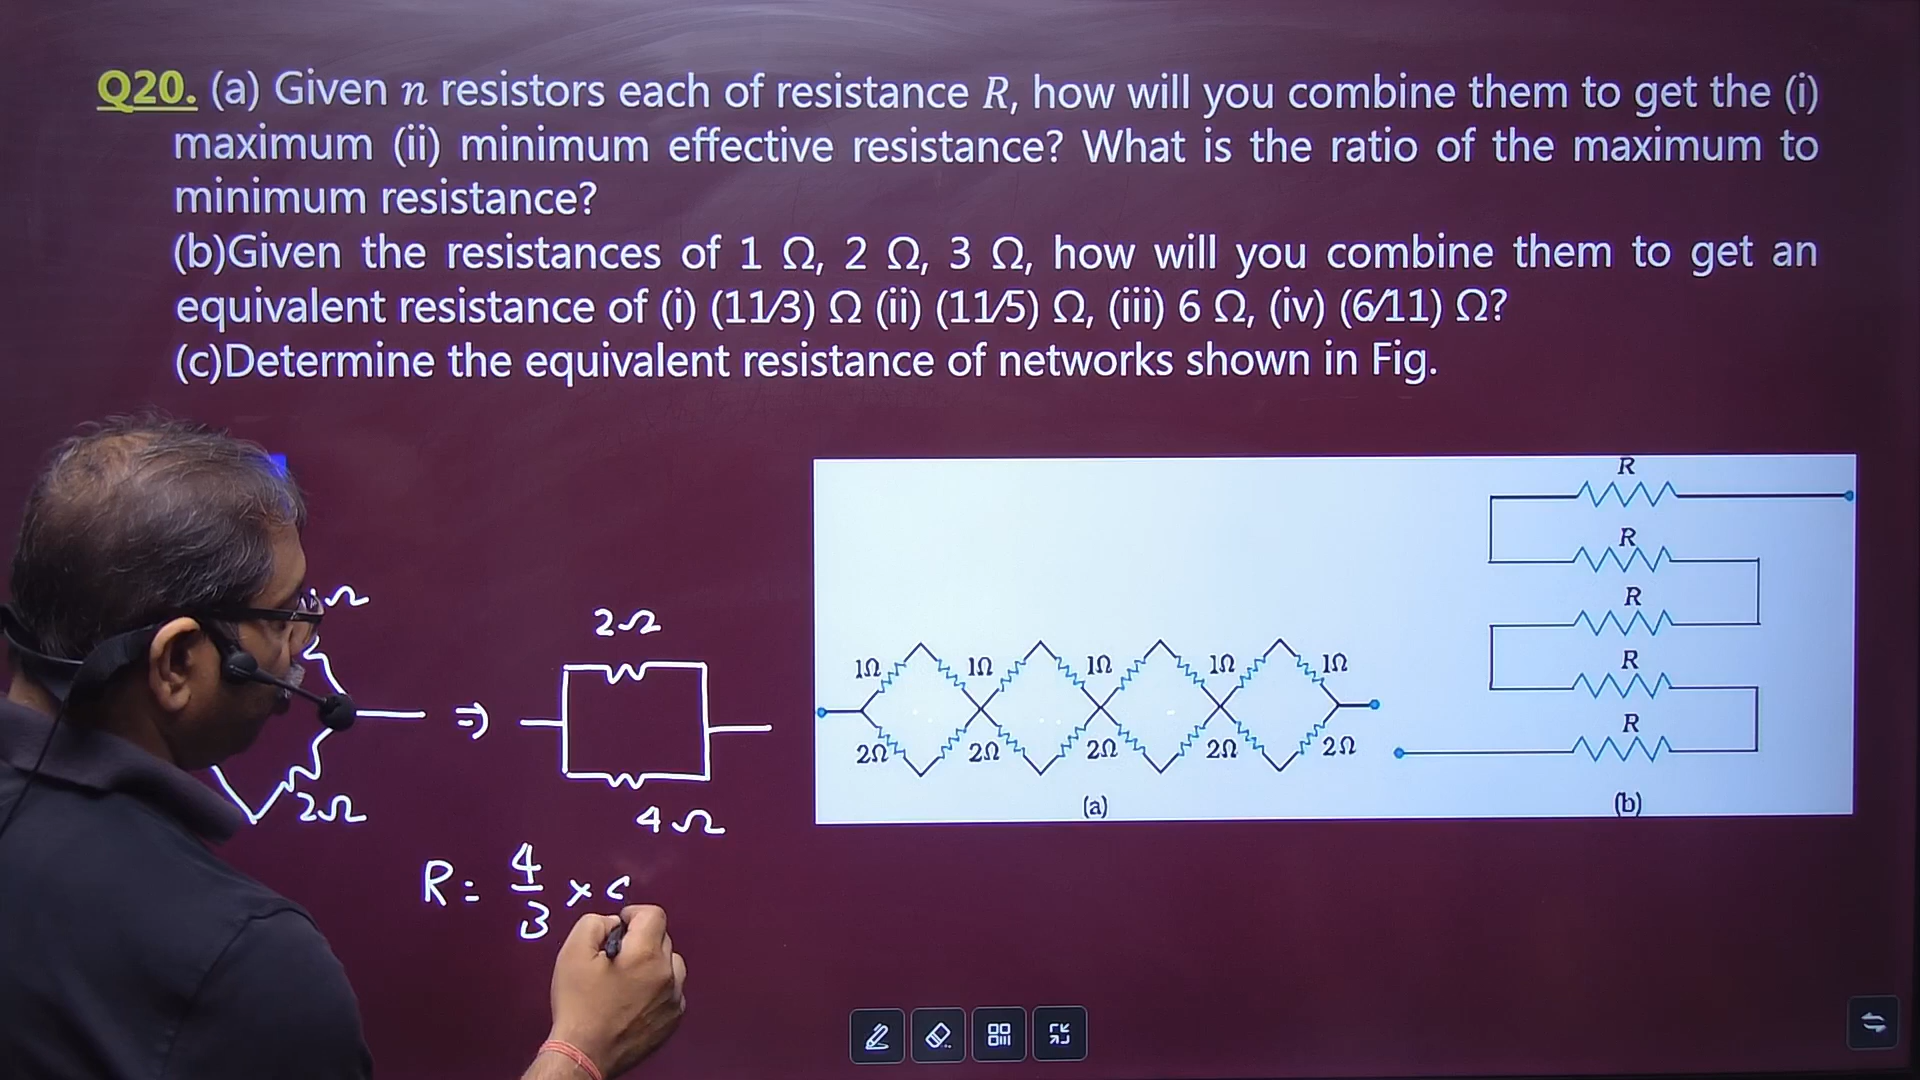 Q20. (a) Given n resistors each of resistance R, how will you combine them to get the (i)
maximum (ii) minimum effective resistance? What is the ratio of the maximum to
minimum resistance?
(b)Given the resistances of 1 Ω, 2 Ω, 3 Ω, how will you combine them to get an
equivalent resistance of (i) (11/3) Ω (ii) (11/5) Ω, (iii) 6 Ω, (iv) (6/11) Ω?
(c)Determine the equivalent resistance of networks shown in Fig.
R
R
R
R
R
(b)
1Ω 1Ω 1Ω 1Ω 1Ω
2Ω 2Ω 2Ω 2Ω 2Ω
(a)
Ω
2Ω
⇒
2Ω
4Ω
R = 4/3 ×